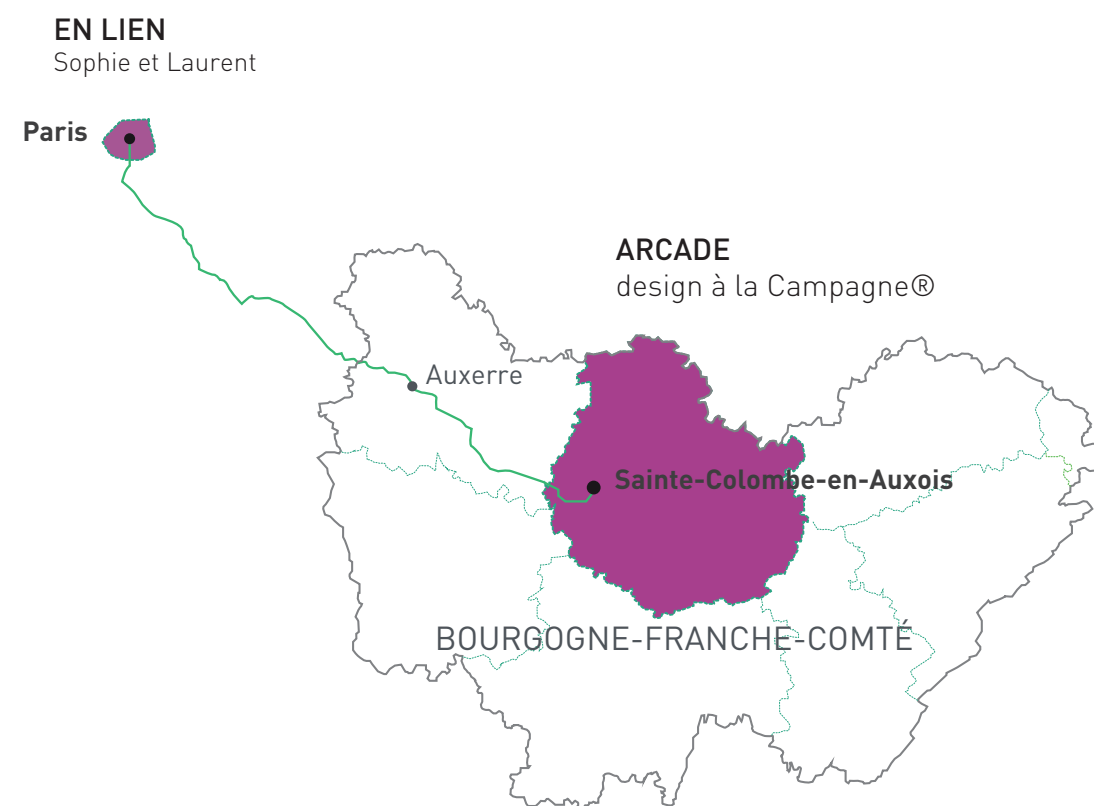 EN LIEN
Sophie et Laurent
Paris
ARCADE
design à la Campagne®
Auxerre
Sainte-Colombe-en-Auxois
BOURGOGNE-FRANCHE-COMTÉ